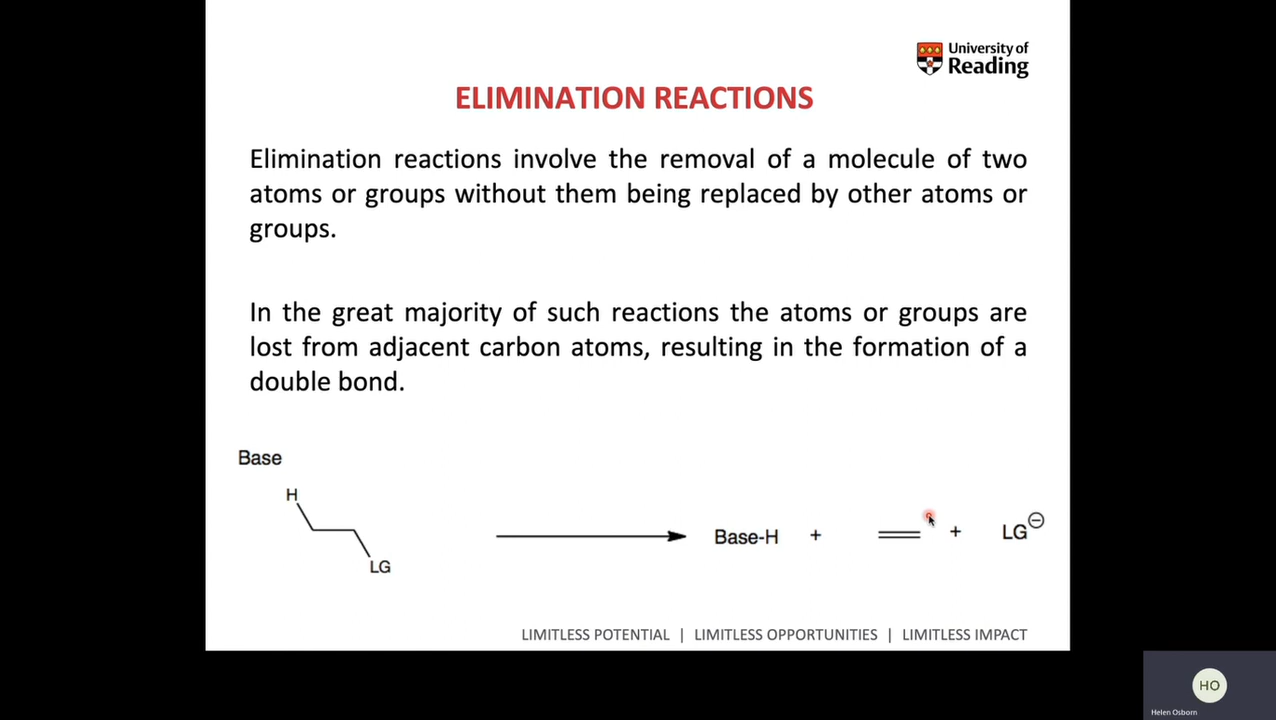 University of
Reading
ELIMINATION REACTIONS
Elimination reactions involve the removal of a molecule of two
atoms or groups without them being replaced by other atoms or
groups.
In the great majority of such reactions the atoms or groups are
lost from adjacent carbon atoms, resulting in the formation of a
double bond.
Base
H
LG
Base-H + + LG⊖
LIMITLESS POTENTIAL | LIMITLESS OPPORTUNITIES | LIMITLESS IMPACT
HO
Helen Osborn